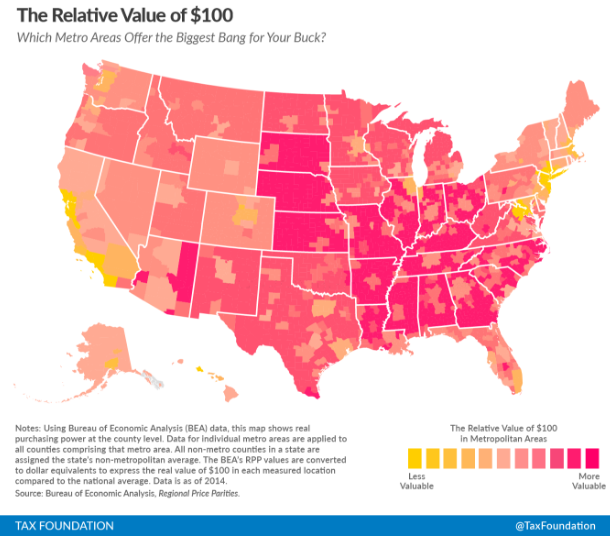 The Relative Value of $100
Which Metro Areas Offer the Biggest Bang for Your Buck?
Notes: Using Bureau of Economic Analysis (BEA) data, this map shows real
purchasing power at the county level. Data for individual metro areas are applied to
all counties comprising that metro area. All non-metro counties in a state are
assigned the state's non-metropolitan average. The BEA's RPP values are converted
to dollar equivalents to express the real value of $100 in each measured location
compared to the national average. Data is as of 2014.
Source: Bureau of Economic Analysis, Regional Price Parities.
The Relative Value of $100
in Metropolitan Areas
Less
Valuable
More
Valuable
TAX FOUNDATION
@TaxFoundation